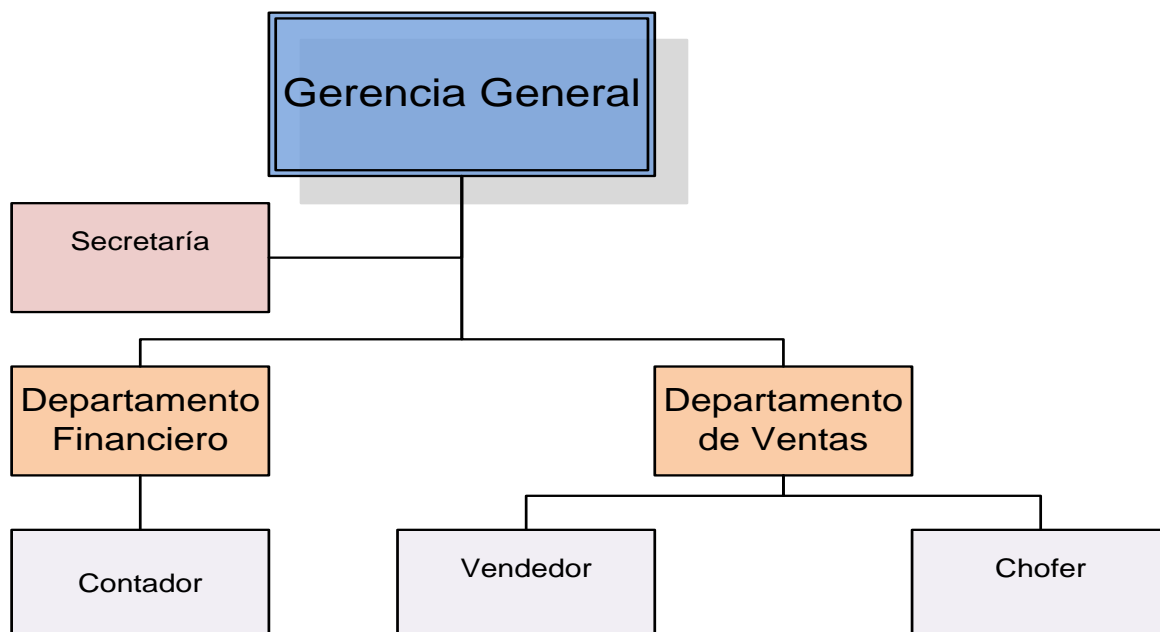 Gerencia General
Secretaría
Departamento
Financiero
Departamento
de Ventas
Contador
Vendedor
Chofer